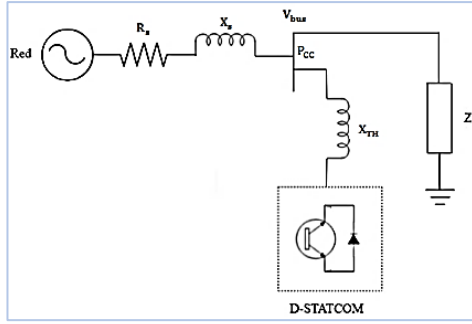 Red
Rs
Xs
Vbus
PCC
XTH
Z
D-STATCOM